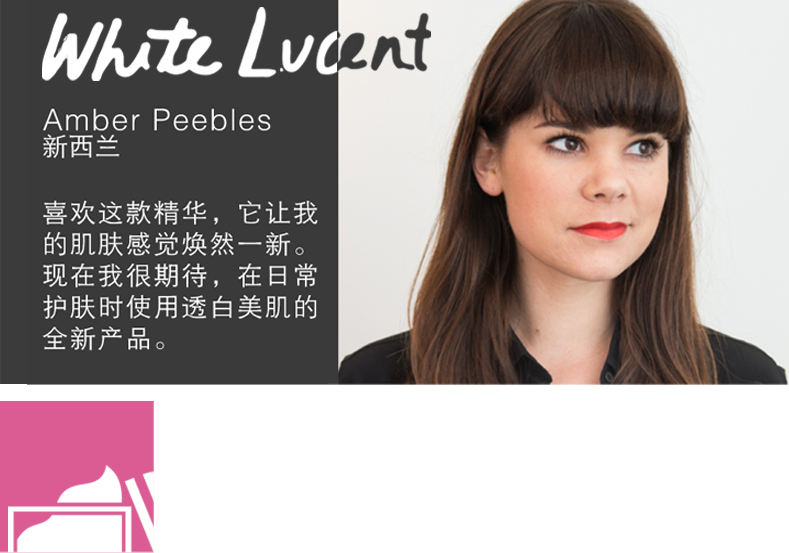 White Lucent
Amber Peebles
新西兰
喜欢这款精华，它让我
的肌肤感觉焕然一新。
现在我很期待，在日常
护肤时使用透白美肌的
全新产品。